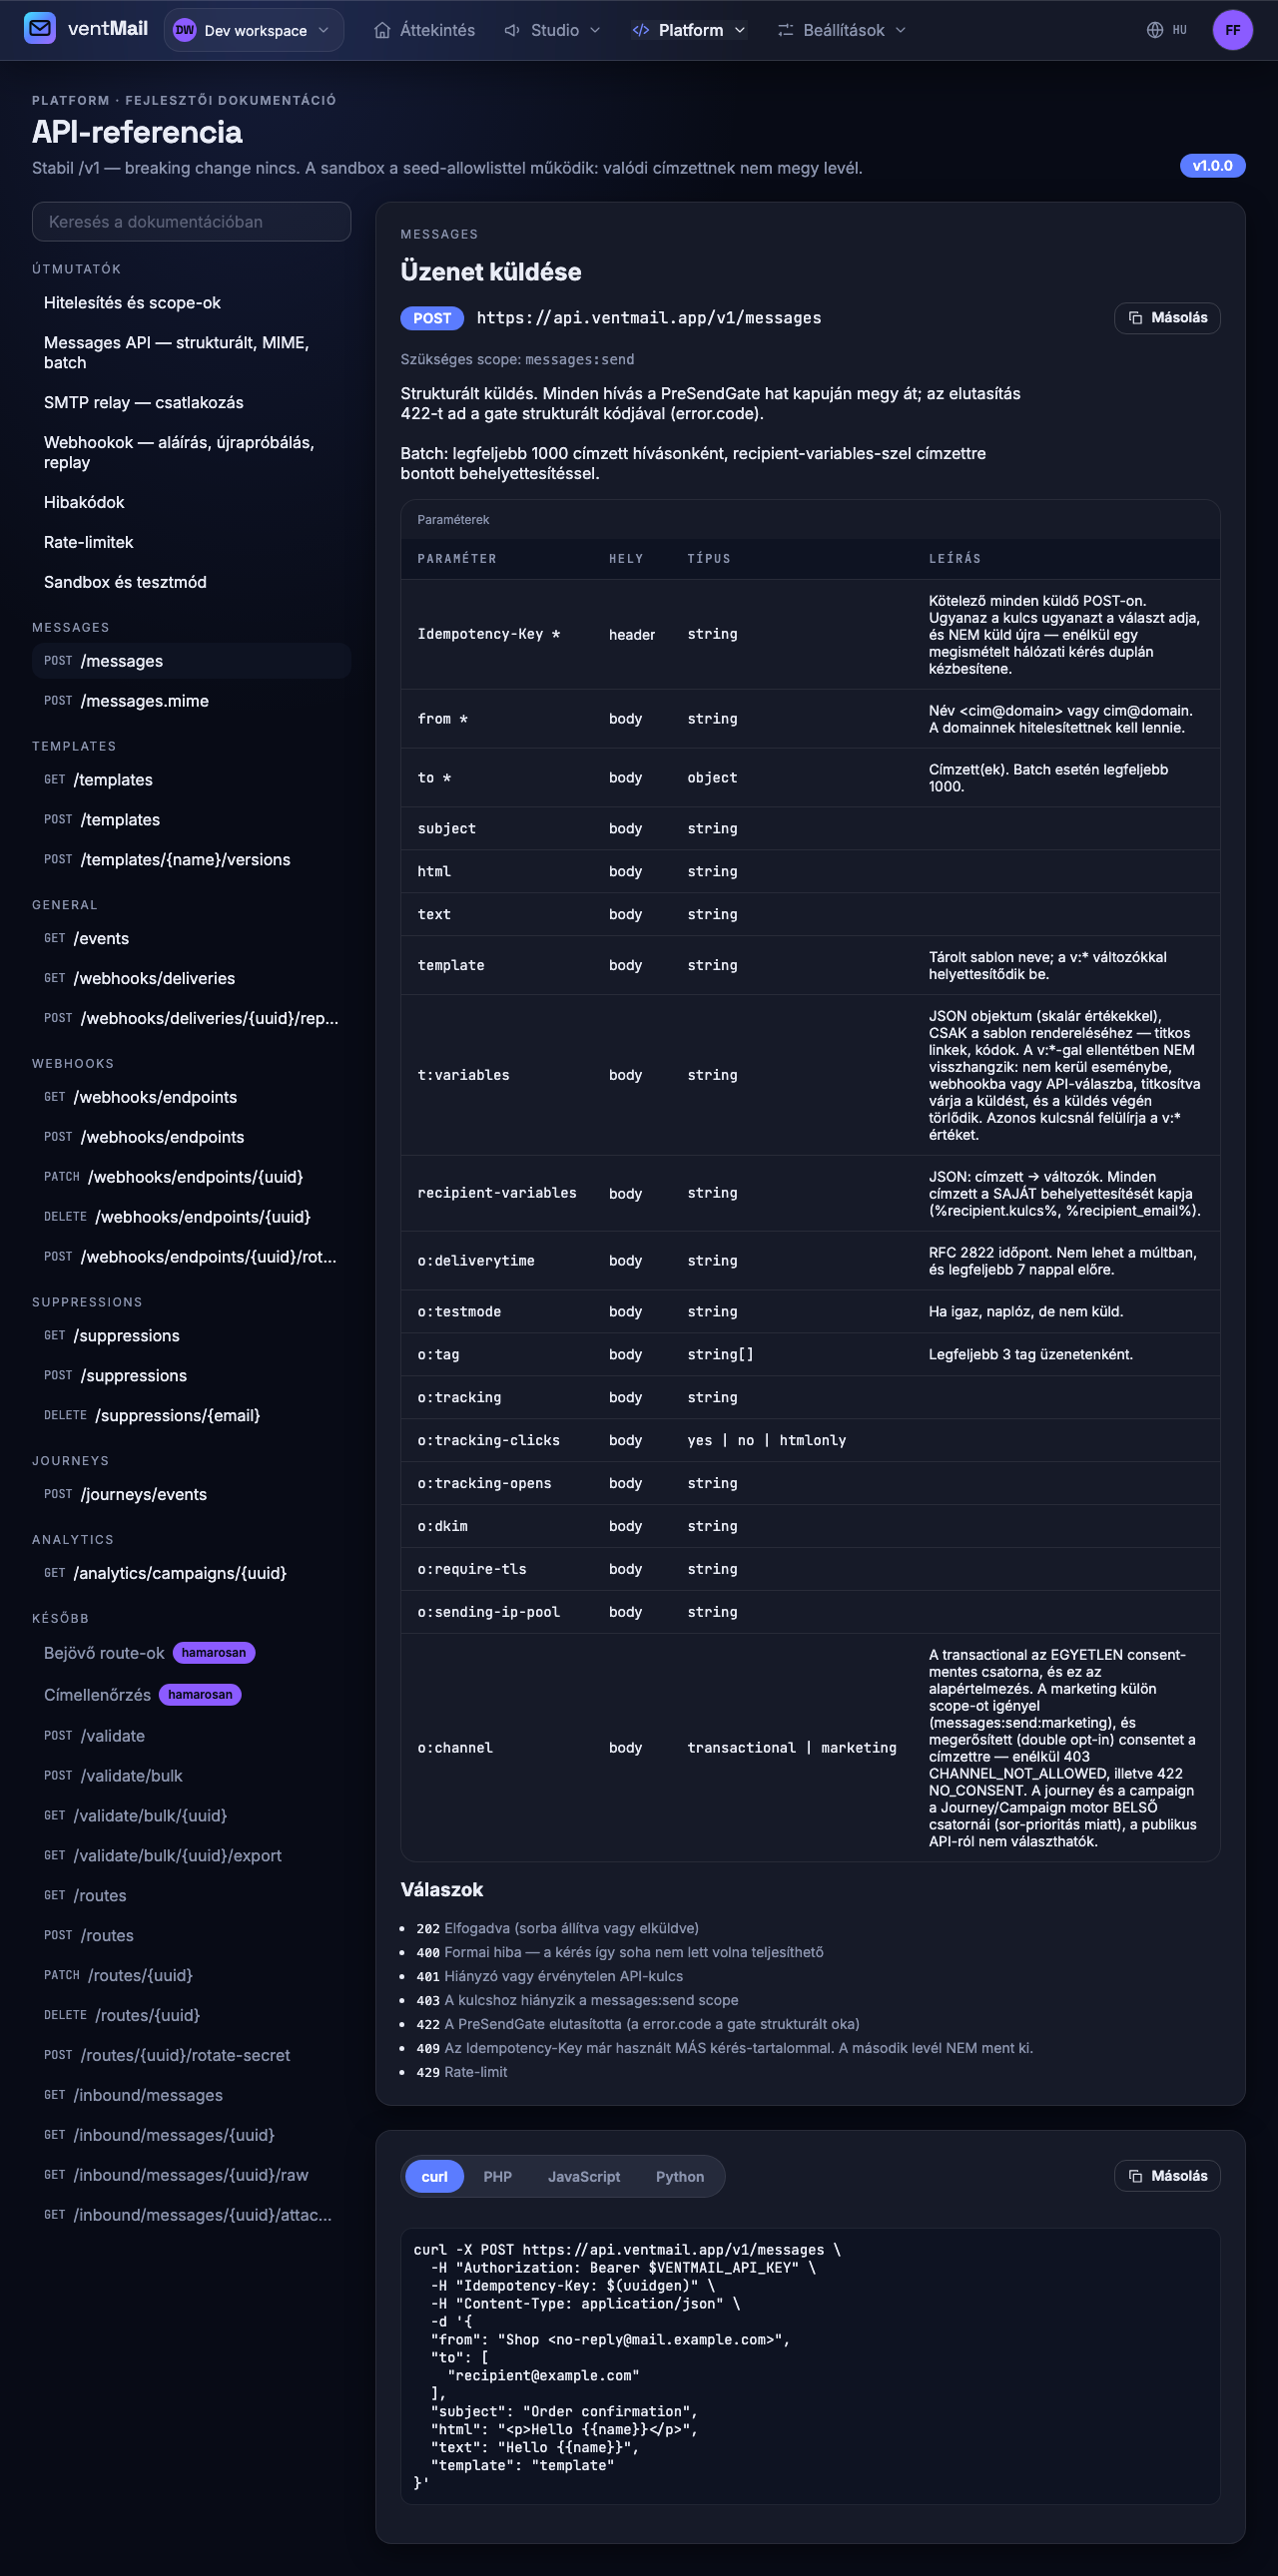 ventMail
DW Dev workspace
Áttekintés
Studio
Platform
Beállítások
HU
FF
PLATFORM · FEJLESZTŐI DOKUMENTÁCIÓ
API-referencia
Stabil /v1 — breaking change nincs. A sandbox a seed-allowlisttel működik: valódi címzettnek nem megy levél.
v1.0.0
Keresés a dokumentációban
ÚTMUTATÓK
Hitelesítés és scope-ok
Messages API — strukturált, MIME,
batch
SMTP relay — csatlakozás
Webhookok — aláírás, újrapróbálás,
replay
Hibakódok
Rate-limitek
Sandbox és tesztmód
MESSAGES
POST /messages
POST /messages.mime
TEMPLATES
GET /templates
POST /templates
POST /templates/{name}/versions
GENERAL
GET /events
GET /webhooks/deliveries
POST /webhooks/deliveries/{uuid}/rep...
WEBHOOKS
GET /webhooks/endpoints
POST /webhooks/endpoints
PATCH /webhooks/endpoints/{uuid}
DELETE /webhooks/endpoints/{uuid}
POST /webhooks/endpoints/{uuid}/rot...
SUPPRESSIONS
GET /suppressions
POST /suppressions
DELETE /suppressions/{email}
JOURNEYS
POST /journeys/events
ANALYTICS
GET /analytics/campaigns/{uuid}
KÉSŐBB
Bejövő route-ok hamarosan
Címellenőrzés hamarosan
POST /validate
POST /validate/bulk
GET /validate/bulk/{uuid}
GET /validate/bulk/{uuid}/export
GET /routes
POST /routes
PATCH /routes/{uuid}
DELETE /routes/{uuid}
POST /routes/{uuid}/rotate-secret
GET /inbound/messages
GET /inbound/messages/{uuid}
GET /inbound/messages/{uuid}/raw
GET /inbound/messages/{uuid}/attac...
MESSAGES
Üzenet küldése
POST https://api.ventmail.app/v1/messages
Másolás
Szükséges scope: messages:send
Strukturált küldés. Minden hívás a PreSendGate hat kapuján megy át; az elutasítás
422-t ad a gate strukturált kódjával (error.code).
Batch: legfeljebb 1000 címzett hívásonként, recipient-variables-szel címzettre
bontott behelyettesítéssel.
Paraméterek
PARAMÉTER HELY TÍPUS LEÍRÁS
Idempotency-Key * header string
Kötelező minden küldő POST-on.
Ugyanaz a kulcs ugyanazt a választ adja,
és NEM küld újra — enélkül egy
megismételt hálózati kérés duplán
kézbesítene.
from * body string
Név <cim@domain> vagy cim@domain.
A domainnek hitelesítettnek kell lennie.
to * body object
Címzett(ek). Batch esetén legfeljebb
1000.
subject body string
html body string
text body string
template body string
Tárolt sablon neve; a v:* változókkal
helyettesítődik be.
t:variables body string
JSON objektum (skalár értékekkel),
CSAK a sablon rendereléséhez — titkos
linkek, kódok. A v:*-gal ellentétben NEM
visszhangzik: nem kerül eseménybe,
webhookba vagy API-válaszba, titkosítva
várja a küldést, és a küldés végén
törlődik. Azonos kulcsnál felülírja a v:*
értéket.
recipient-variables body string
JSON: címzett → változók. Minden
címzett a SAJÁT behelyettesítését kapja
(%recipient.kulcs%, %recipient_email%).
o:deliverytime body string
RFC 2822 időpont. Nem lehet a múltban,
és legfeljebb 7 nappal előre.
o:testmode body string Ha igaz, naplóz, de nem küld.
o:tag body string[] Legfeljebb 3 tag üzenetenként.
o:tracking body string
o:tracking-clicks body yes | no | htmlonly
o:tracking-opens body string
o:dkim body string
o:require-tls body string
o:sending-ip-pool body string
o:channel body transactional | marketing
A transactional az EGYETLEN consent-
mentes csatorna, és ez az
alapértelmezés. A marketing külön
scope-ot igényel
(messages:send:marketing), és
megerősített (double opt-in) consentet a
címzettre — enélkül 403
CHANNEL_NOT_ALLOWED, illetve 422
NO_CONSENT. A journey és a campaign
a Journey/Campaign motor BELSŐ
csatornái (sor-prioritás miatt), a publikus
API-ról nem választhatók.
Válaszok
• 202 Elfogadva (sorba állítva vagy elküldve)
• 400 Formai hiba — a kérés így soha nem lett volna teljesíthető
• 401 Hiányzó vagy érvénytelen API-kulcs
• 403 A kulcshoz hiányzik a messages:send scope
• 422 A PreSendGate elutasította (a error.code a gate strukturált oka)
• 409 Az Idempotency-Key már használt MÁS kérés-tartalommal. A második levél NEM ment ki.
• 429 Rate-limit
curl PHP JavaScript Python
Másolás
curl -X POST https://api.ventmail.app/v1/messages \
-H "Authorization: Bearer $VENTMAIL_API_KEY" \
-H "Idempotency-Key: $(uuidgen)" \
-H "Content-Type: application/json" \
-d '{
"from": "Shop <no-reply@mail.example.com>",
"to": [
"recipient@example.com"
],
"subject": "Order confirmation",
"html": "<p>Hello {{name}}</p>",
"text": "Hello {{name}}",
"template": "template"
}'